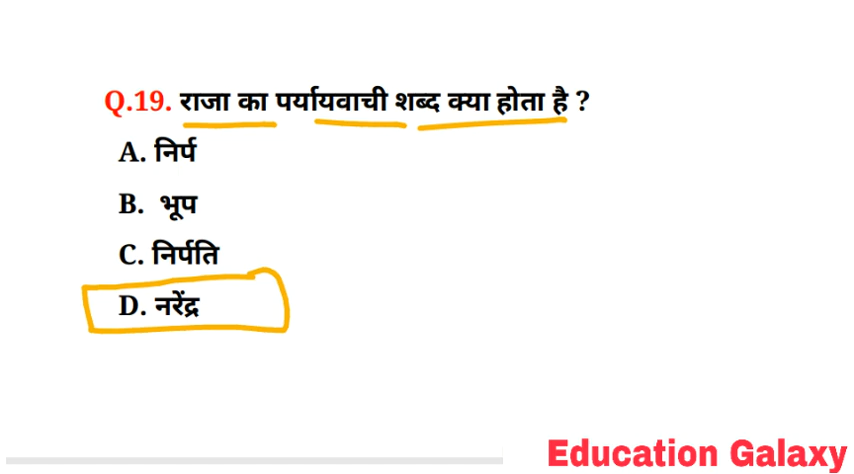 Q.19. राजा का पर्यायवाची शब्द क्या होता है ?
A. निर्प
B. भूप
C. निर्पति
D. नरेंद्र
Education Galaxy